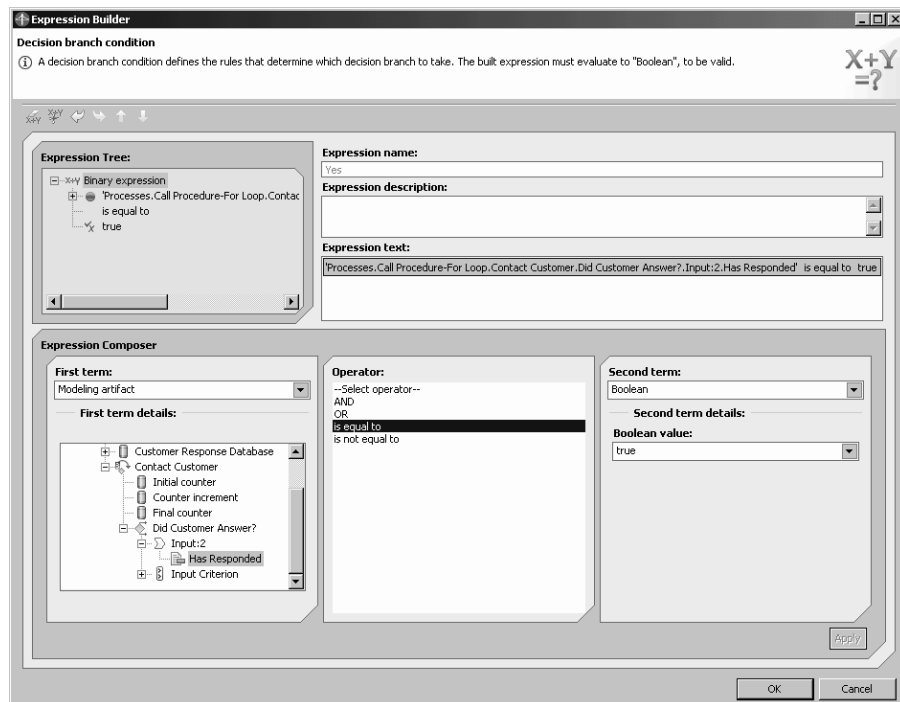 Expression Builder
Decision branch condition
A decision branch condition defines the rules that determine which decision branch to take. The built expression must evaluate to "Boolean", to be valid.
X+Y
=?
Expression Tree:
X+Y Binary expression
'Processes.Call Procedure-For Loop.Contac
is equal to
true
Expression name:
Yes
Expression description:
Expression text:
'Processes.Call Procedure-For Loop.Contact Customer.Did Customer Answer?.Input:2.Has Responded' is equal to true
Expression Composer
First term:
Modeling artifact
First term details:
Customer Response Database
Contact Customer
Initial counter
Counter increment
Final counter
Did Customer Answer?
Input:2
Has Responded
Input Criterion
Operator:
--Select operator--
AND
OR
is equal to
is not equal to
Second term:
Boolean
Second term details:
Boolean value:
true
Apply
OK
Cancel